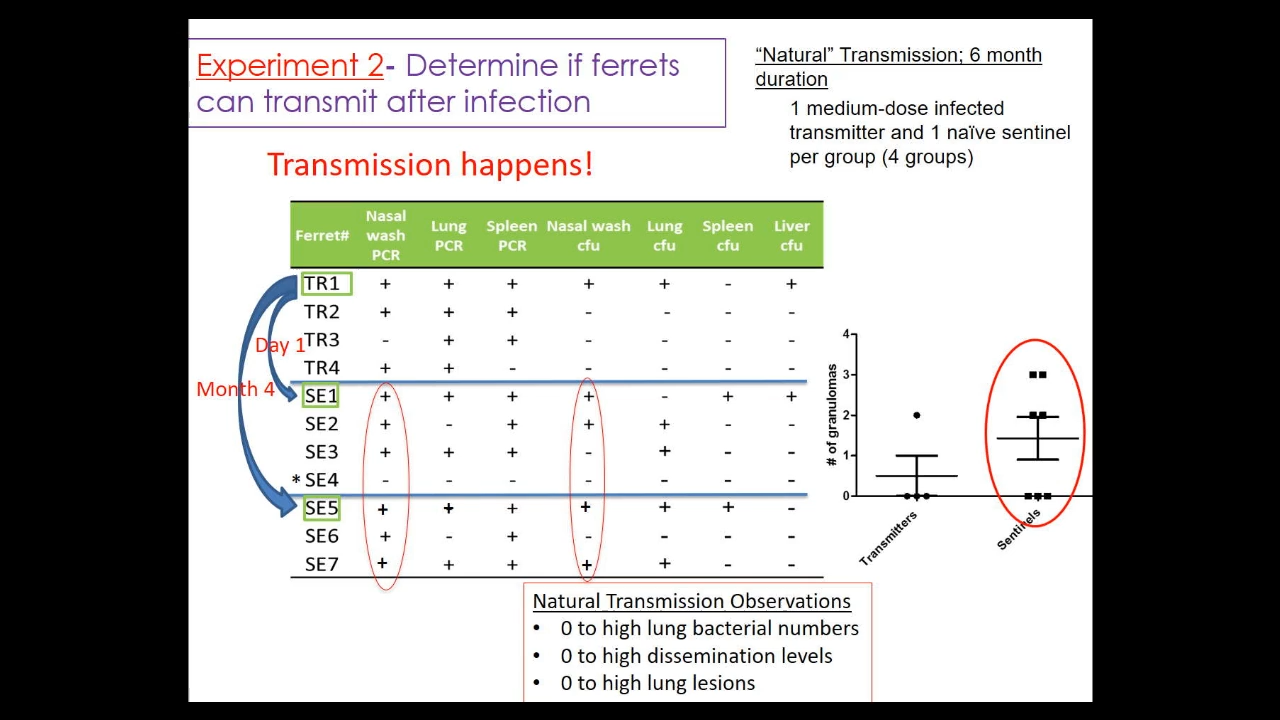 Experiment 2- Determine if ferrets
can transmit after infection
"Natural" Transmission; 6 month
duration
1 medium-dose infected
transmitter and 1 naïve sentinel
per group (4 groups)
Transmission happens!
Ferret# Nasal wash PCR Lung PCR Spleen PCR Nasal wash cfu Lung cfu Spleen cfu Liver cfu
TR1 + + + + + - +
TR2 + + + - - - -
TR3 - + + - - - -
TR4 + + - - - - -
SE1 + + + + - + +
SE2 + - + + + - -
SE3 + + + - + - -
* SE4 - - - - - - -
SE5 + + + + + + -
SE6 + - + - - - -
SE7 + + + + + - -
Day 1
Month 4
# of granulomas
4
3
2
1
0
Transmitters
Sentinels
Natural Transmission Observations
• 0 to high lung bacterial numbers
• 0 to high dissemination levels
• 0 to high lung lesions